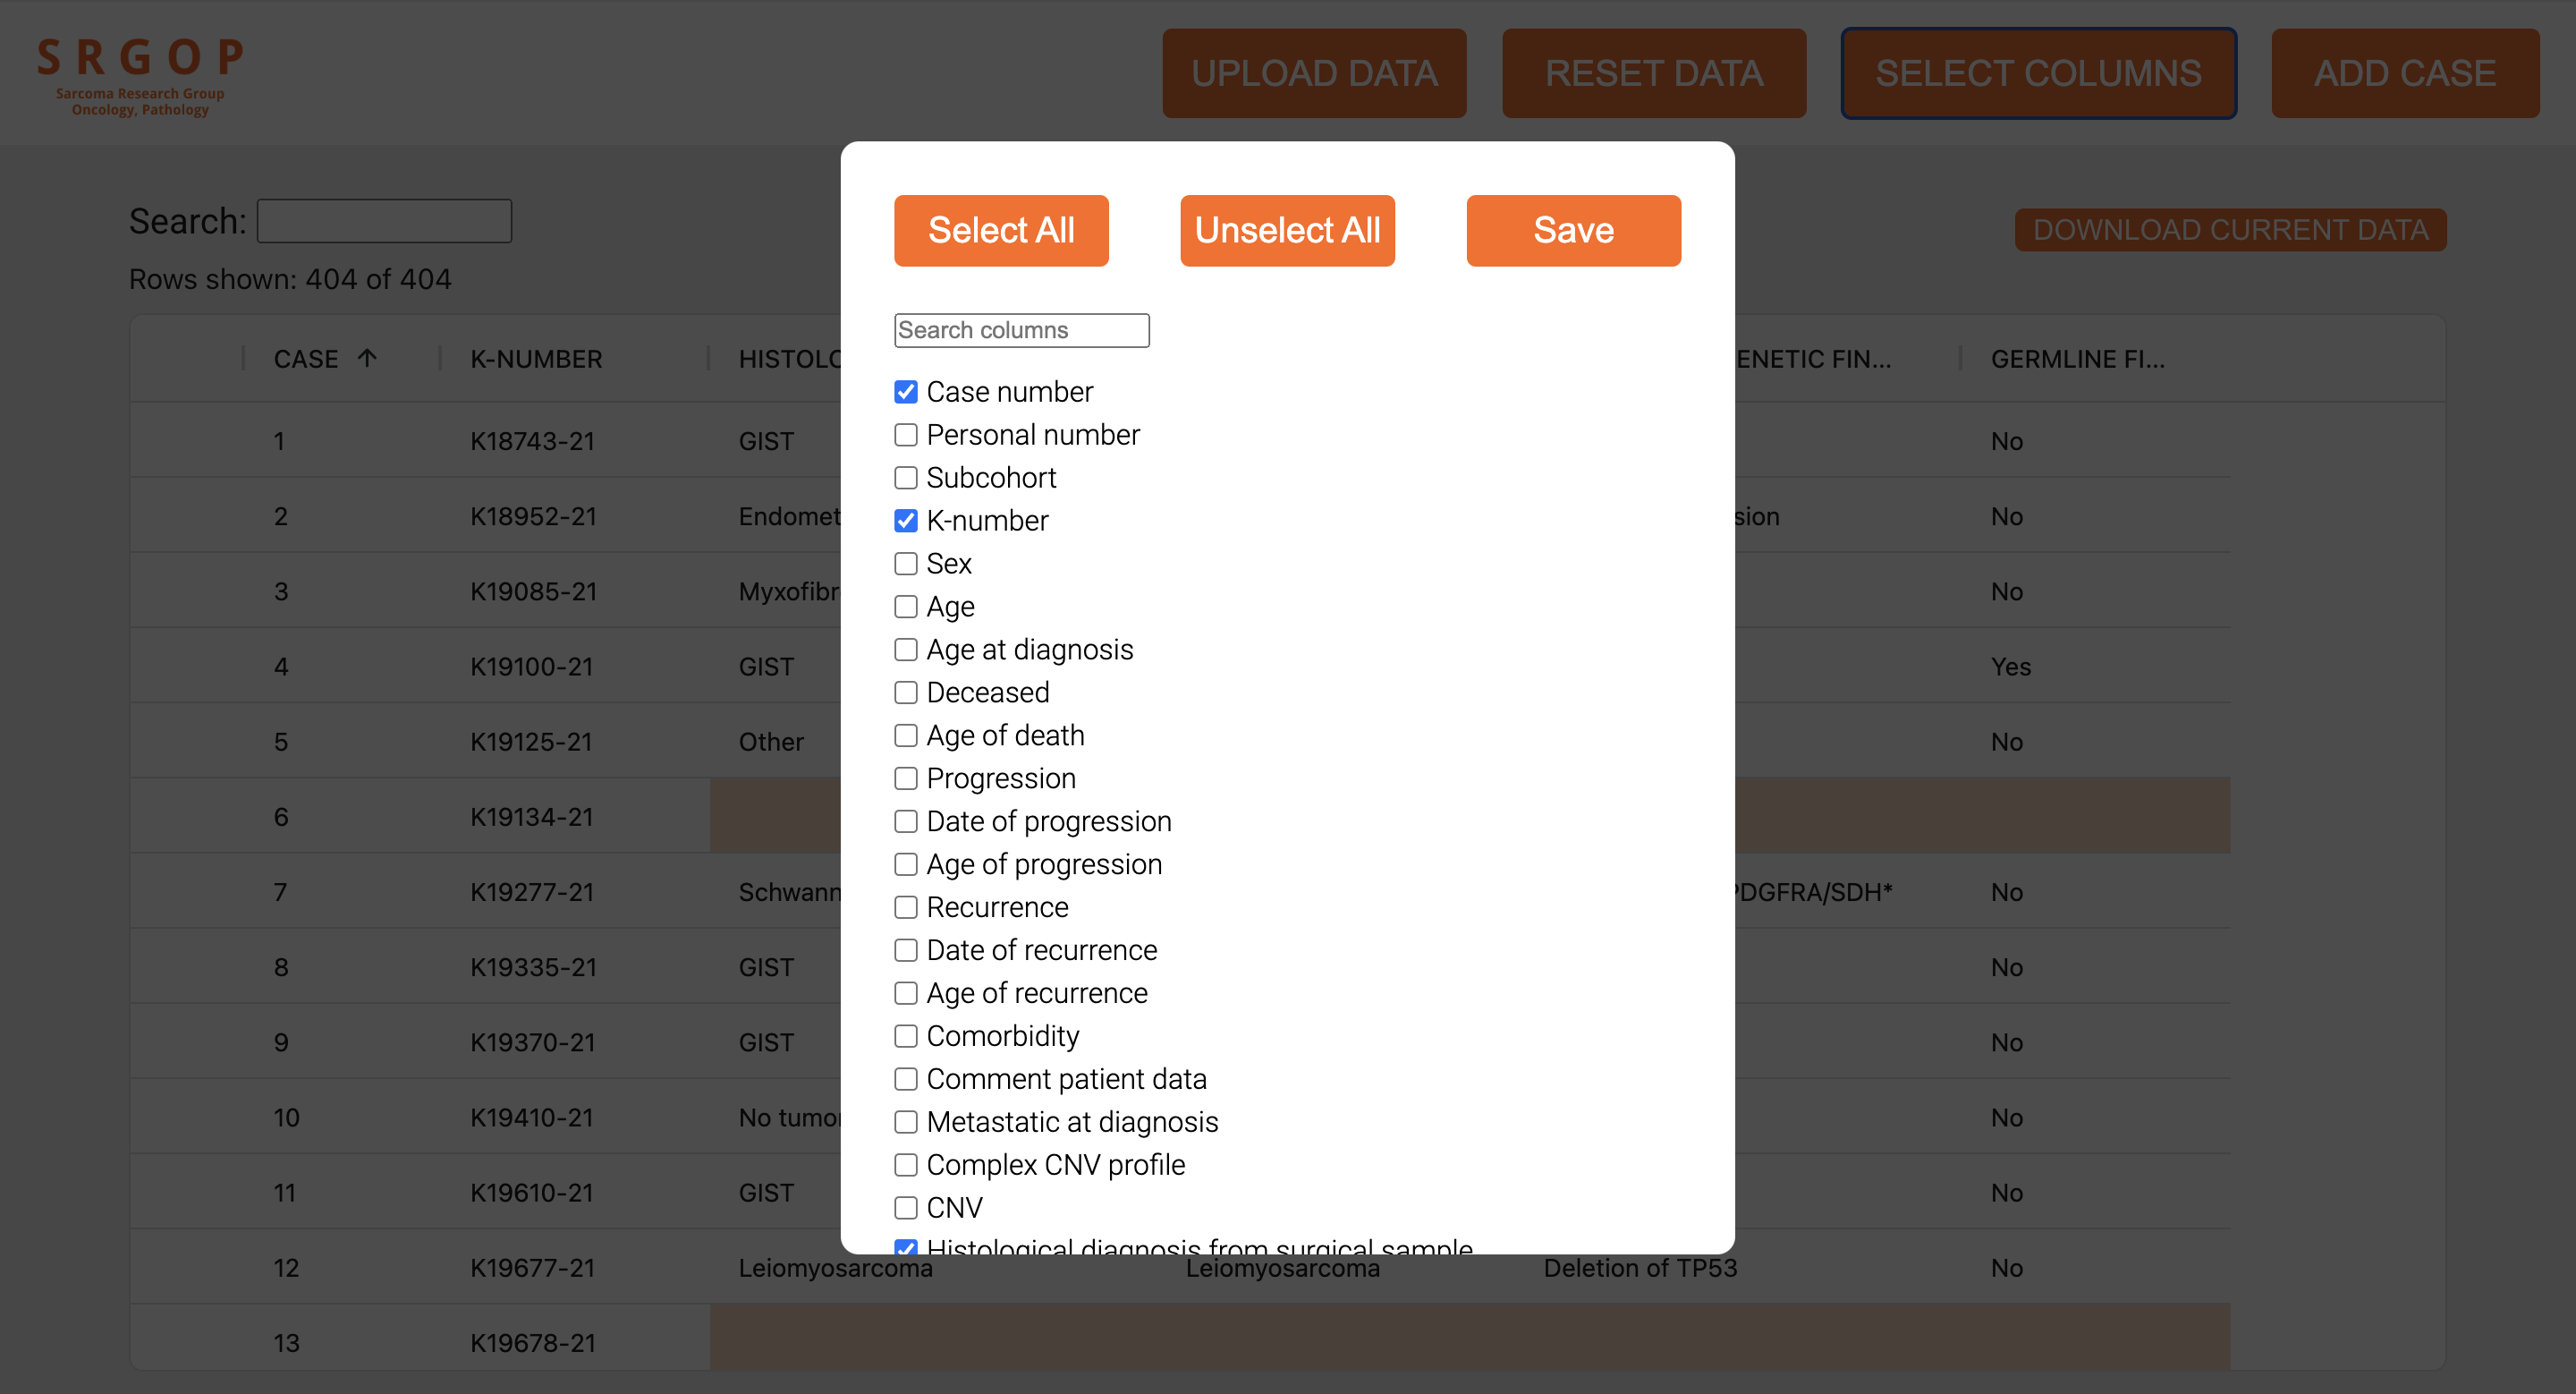 S R G O P
Sarcoma Research Group
Oncology, Pathology
UPLOAD DATA
RESET DATA
SELECT COLUMNS
ADD CASE
Search:
Rows shown: 404 of 404
DOWNLOAD CURRENT DATA
Select All
Unselect All
Save
Search columns
Case number
Personal number
Subcohort
K-number
Sex
Age
Age at diagnosis
Deceased
Age of death
Progression
Date of progression
Age of progression
Recurrence
Date of recurrence
Age of recurrence
Comorbidity
Comment patient data
Metastatic at diagnosis
Complex CNV profile
CNV
Histological diagnosis from surgical sample
CASE K-NUMBER HISTOLO ENETIC FIN... GERMLINE FI...
1 K18743-21 GIST No
2 K18952-21 Endomet sion No
3 K19085-21 Myxofibr No
4 K19100-21 GIST Yes
5 K19125-21 Other No
6 K19134-21
7 K19277-21 Schwann PDGFRA/SDH* No
8 K19335-21 GIST No
9 K19370-21 GIST No
10 K19410-21 No tumo No
11 K19610-21 GIST No
12 K19677-21 Leiomyosarcoma Leiomyosarcoma Deletion of TP53 No
13 K19678-21